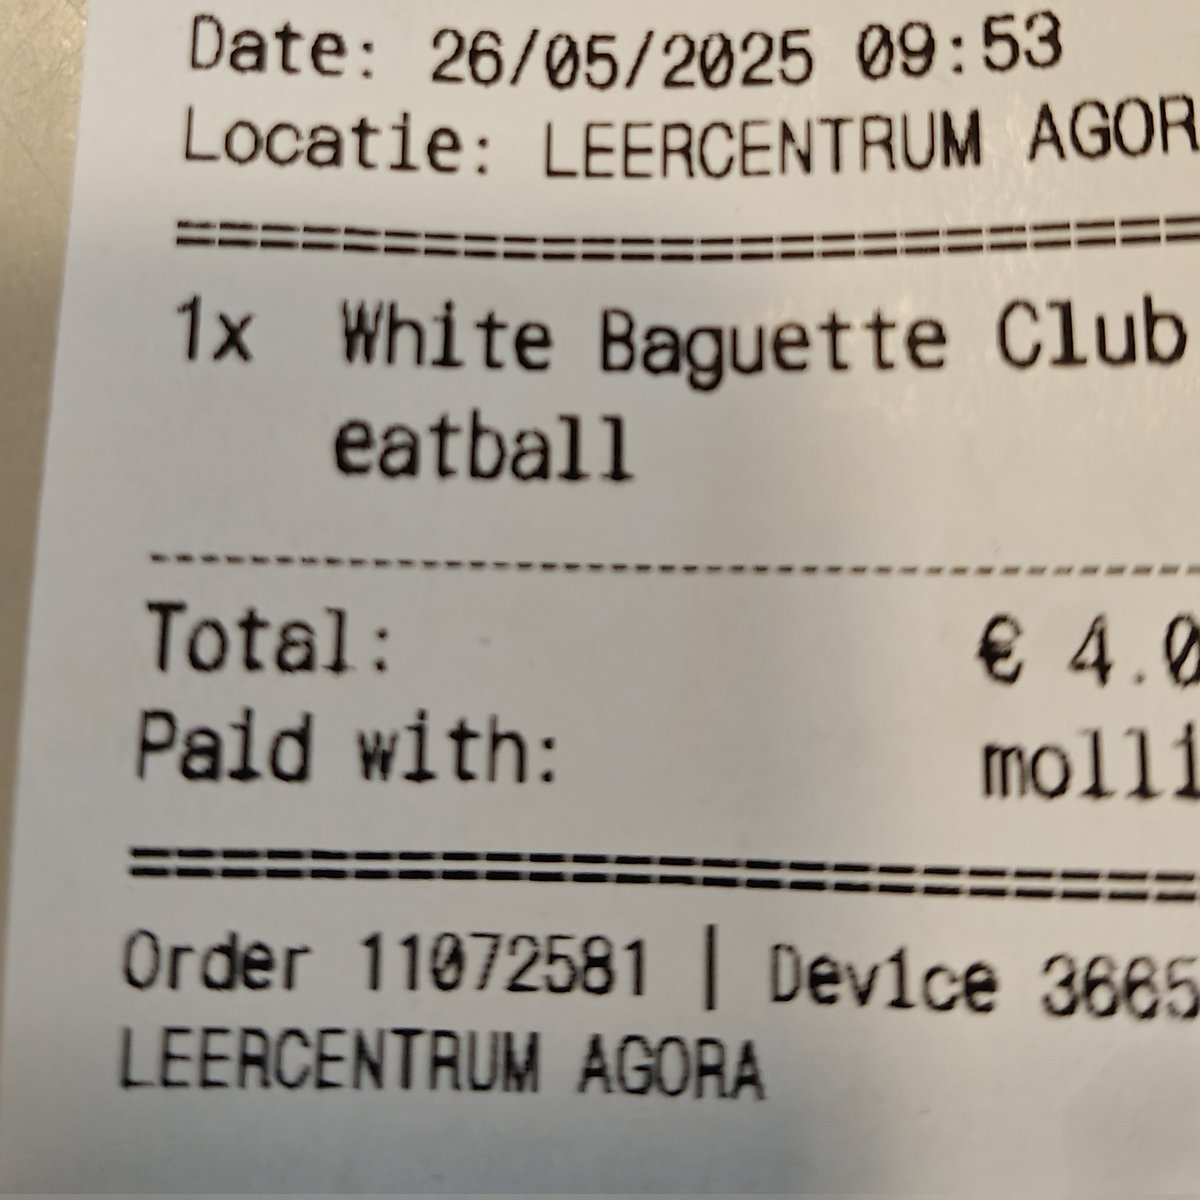 Date: 26/05/2025 09:53
Locatie: LEERCENTRUM AGOR
==========================
1x White Baguette Club
eatball
-----------------------------------
Total: € 4.0
Paid with: molli
==========================
Order 11072581 | Device 3665
LEERCENTRUM AGORA